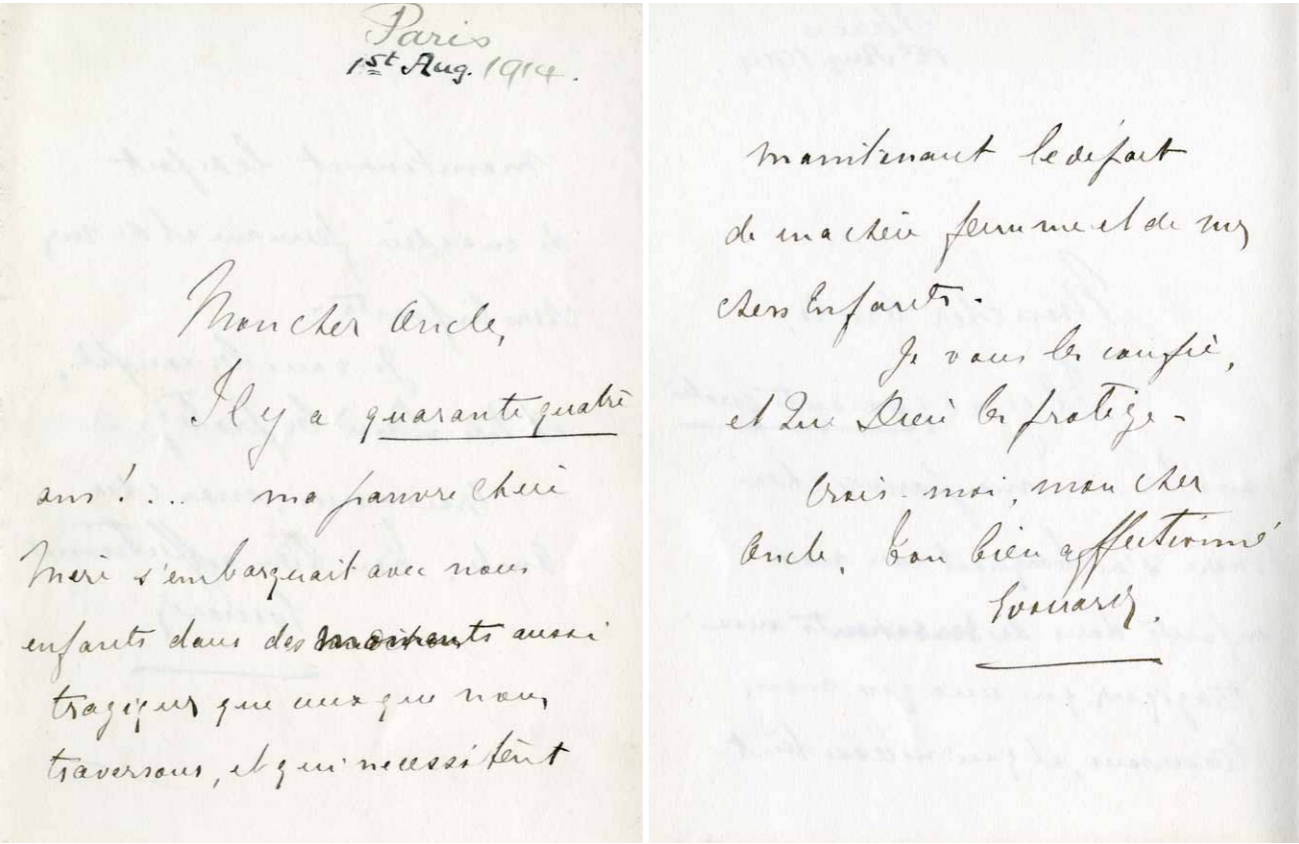 Paris
1st Aug. 1914.
Mon cher Oncle,
Il y a quarante quatre
ans!... ma pauvre chère
Mère s'embarquait avec nous
enfants dans des moments aussi
tragiques que ceux que nous
traversons, et qui nécessitent
maintenant le départ
de ma chère femme et de mes
chers Enfants.
Je vous les confie,
et Que Dieu les protège -
Crois-moi, mon cher
Oncle, ton bien affectionné
Edouard.